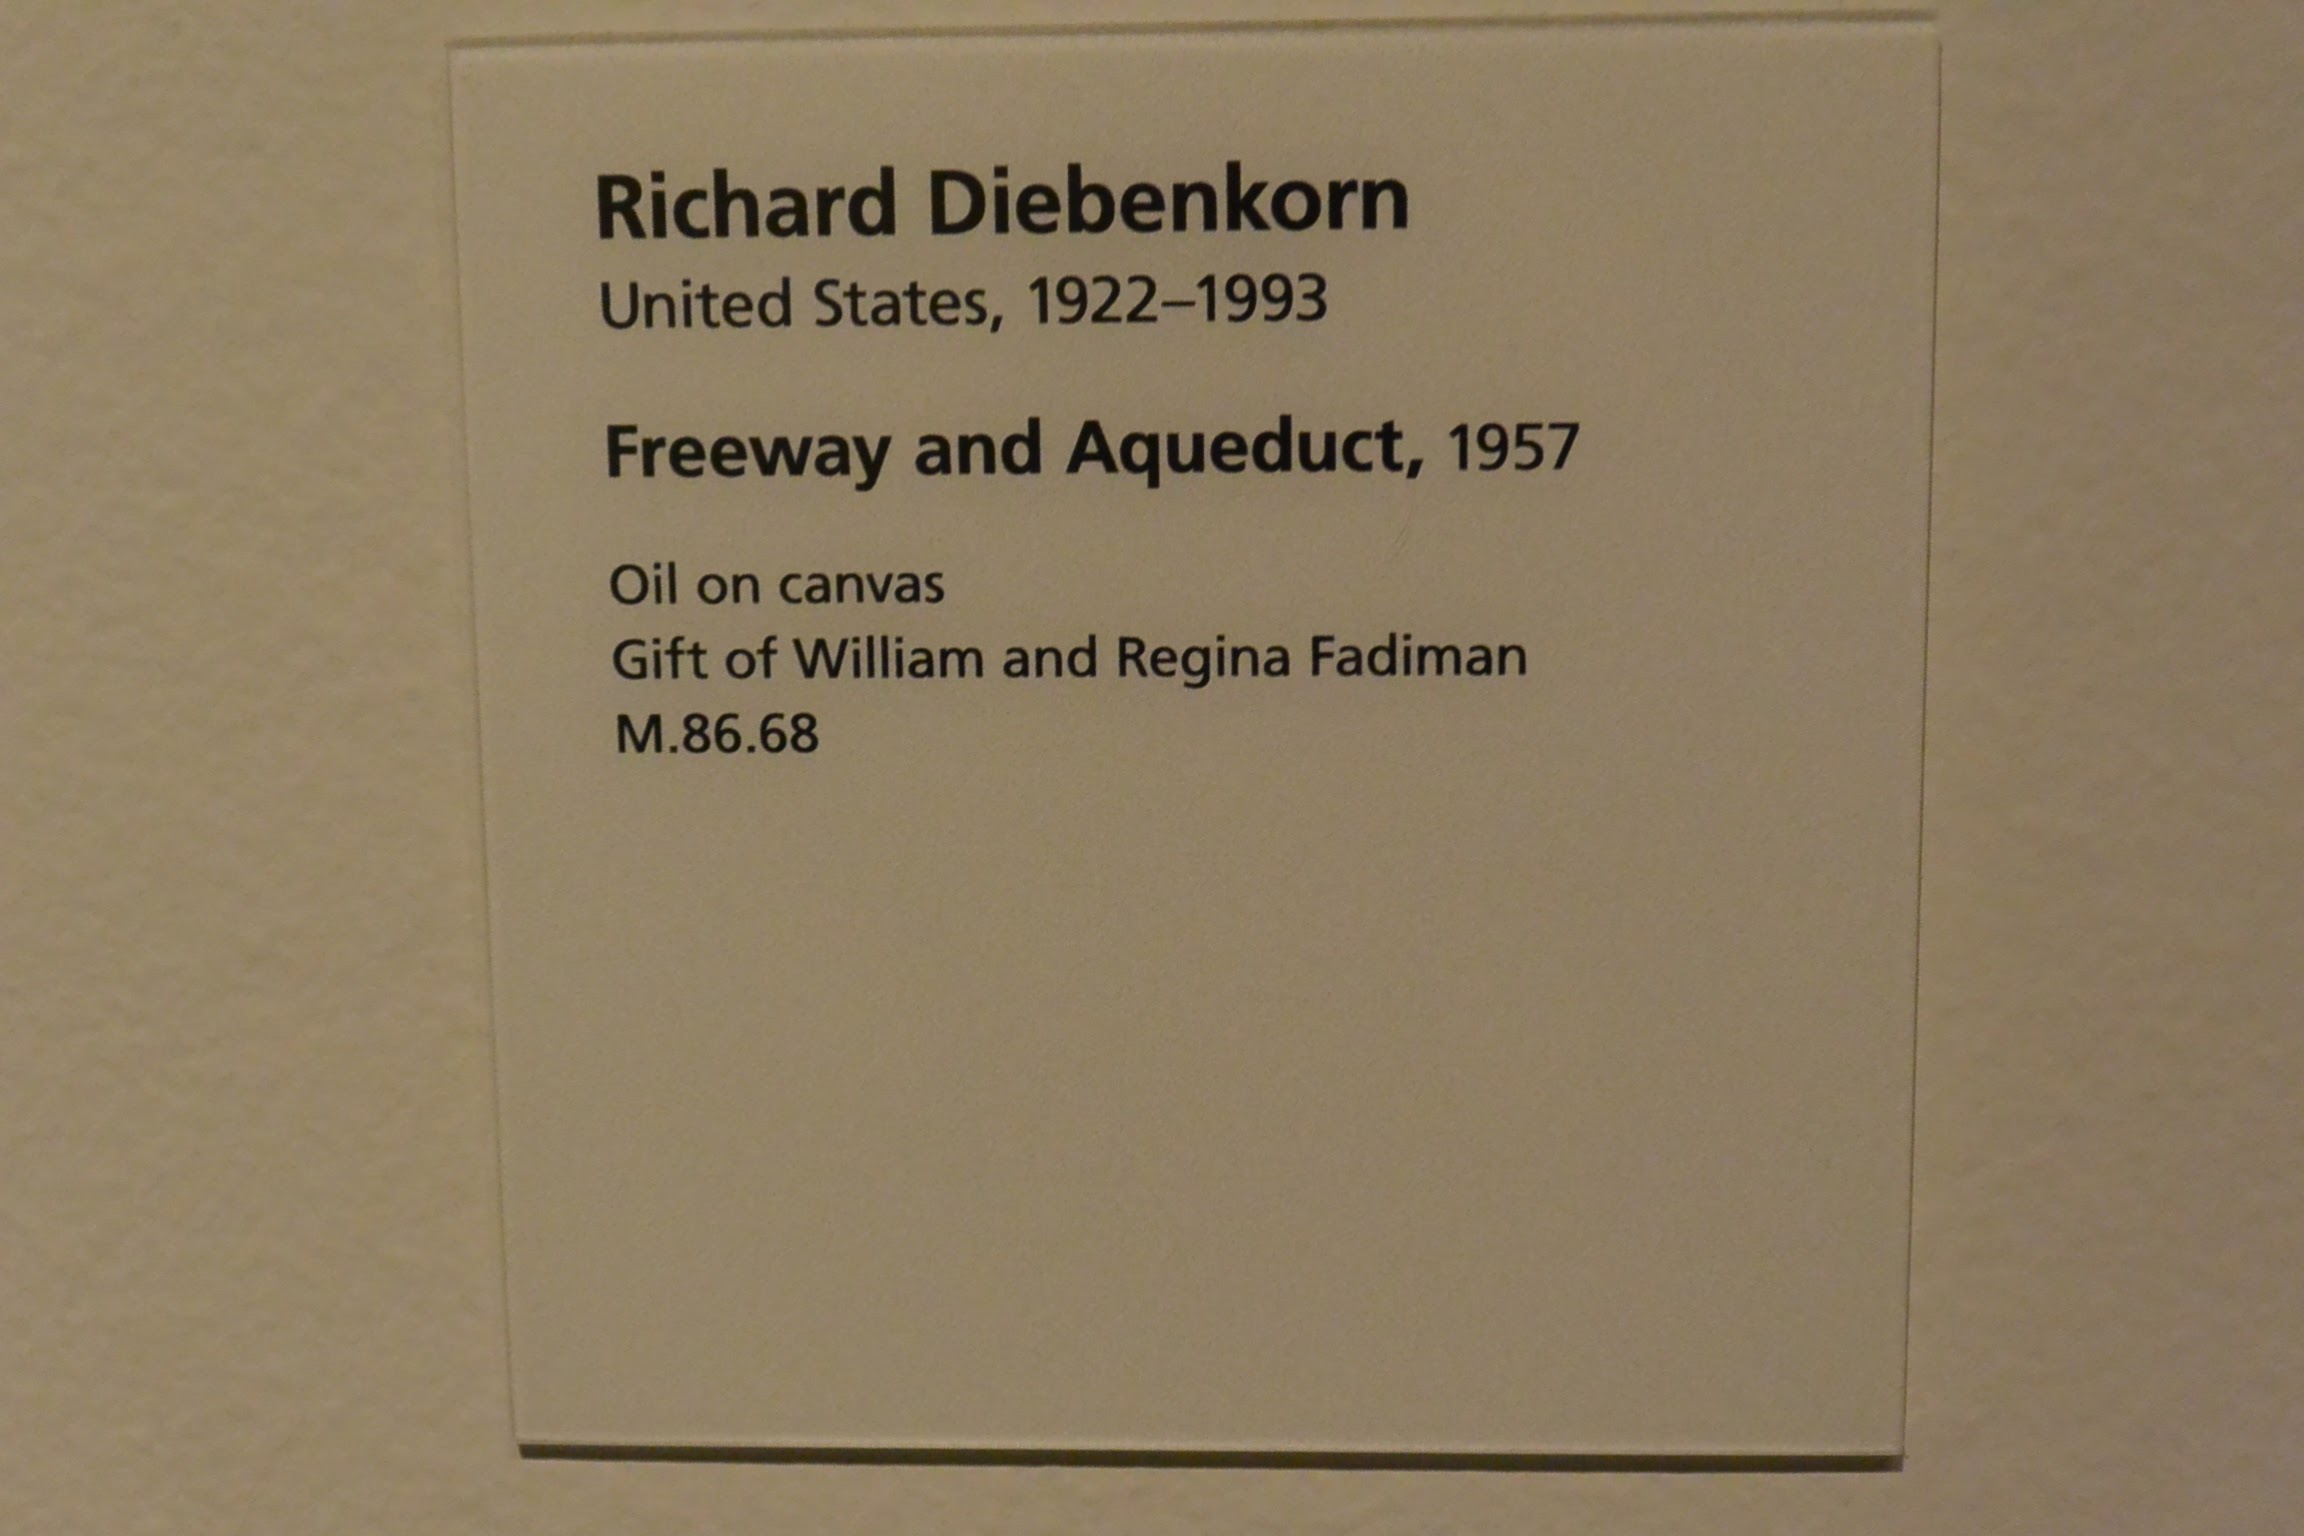 Richard Diebenkorn
United States, 1922–1993
Freeway and Aqueduct, 1957
Oil on canvas
Gift of William and Regina Fadiman
M.86.68